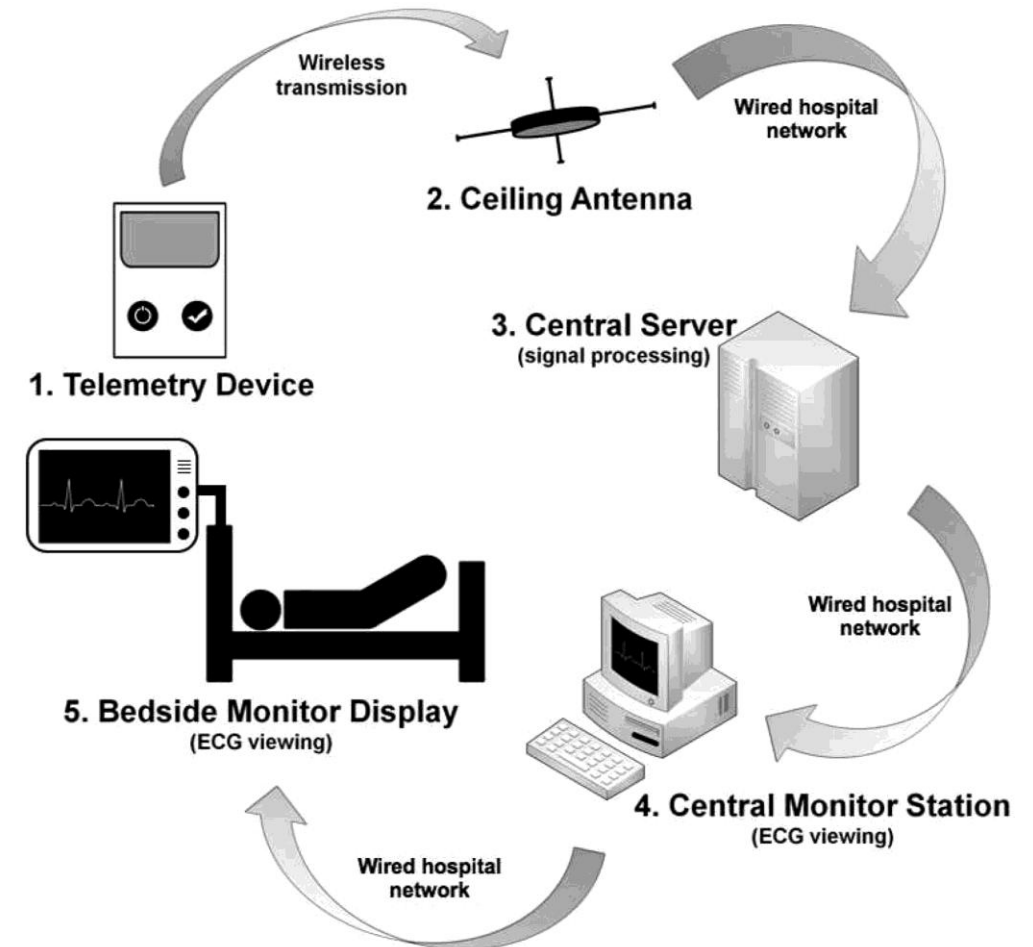 Wireless
transmission
Wired hospital
network
2. Ceiling Antenna
3. Central Server
(signal processing)
1. Telemetry Device
Wired hospital
network
5. Bedside Monitor Display
(ECG viewing)
4. Central Monitor Station
(ECG viewing)
Wired hospital
network